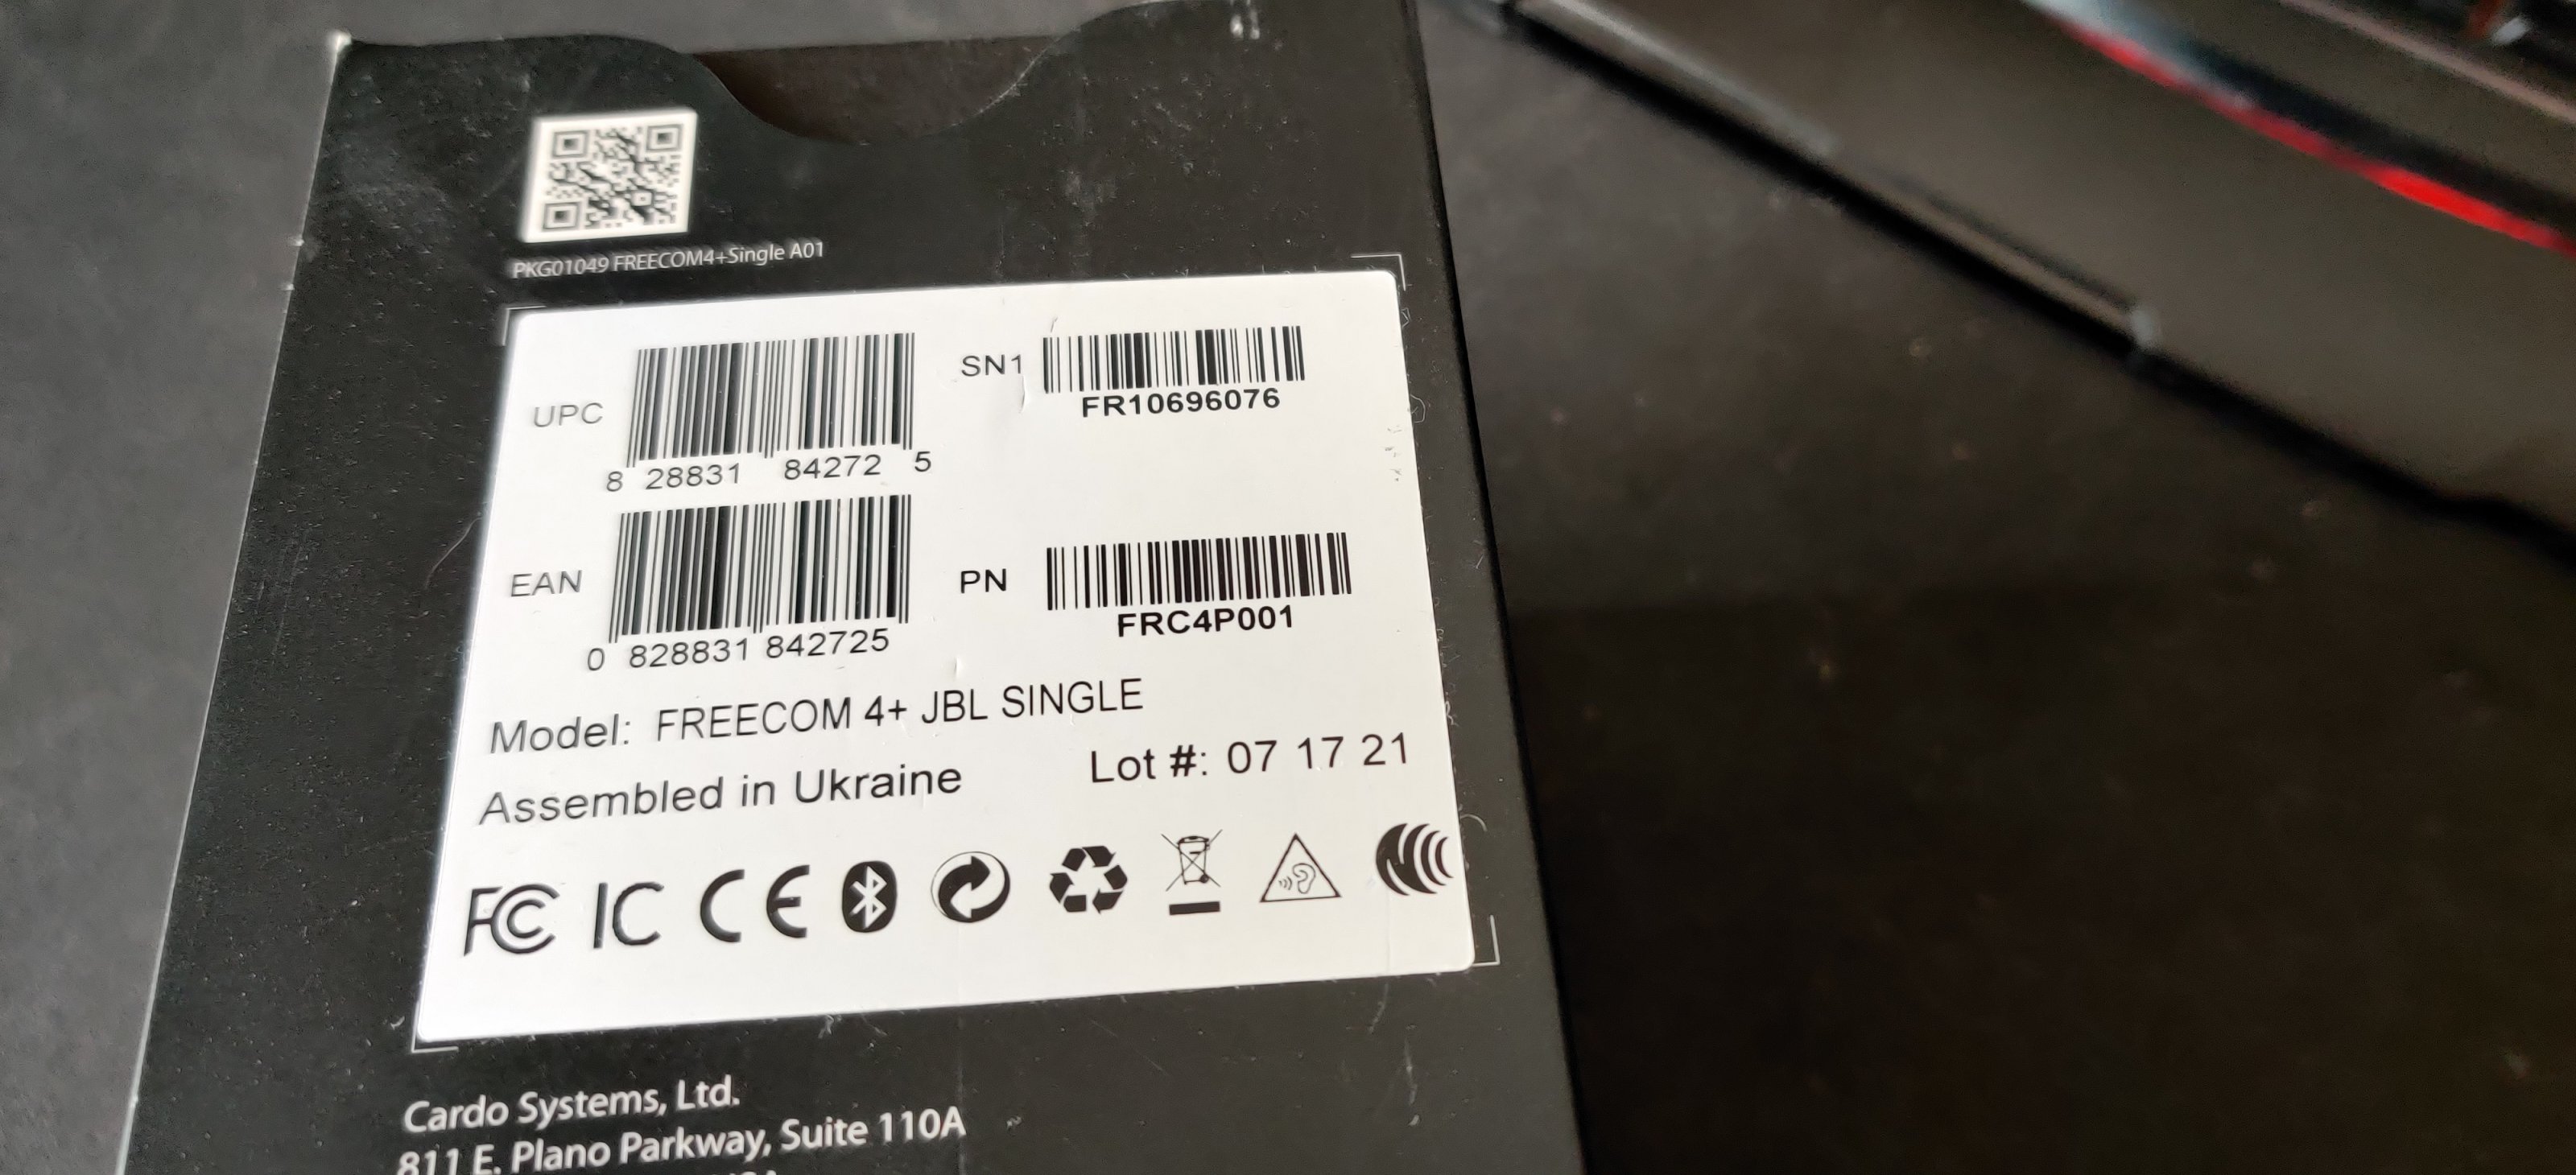 PKG01049 FREECOM4+Single A01
UPC
8 28831 84272 5
SN1
FR10696076
EAN
0 828831 842725
PN
FRC4P001
Model: FREECOM 4+ JBL SINGLE
Assembled in Ukraine
Lot #: 07 17 21
FC IC CE
Cardo Systems, Ltd.
811 E. Plano Parkway, Suite 110A